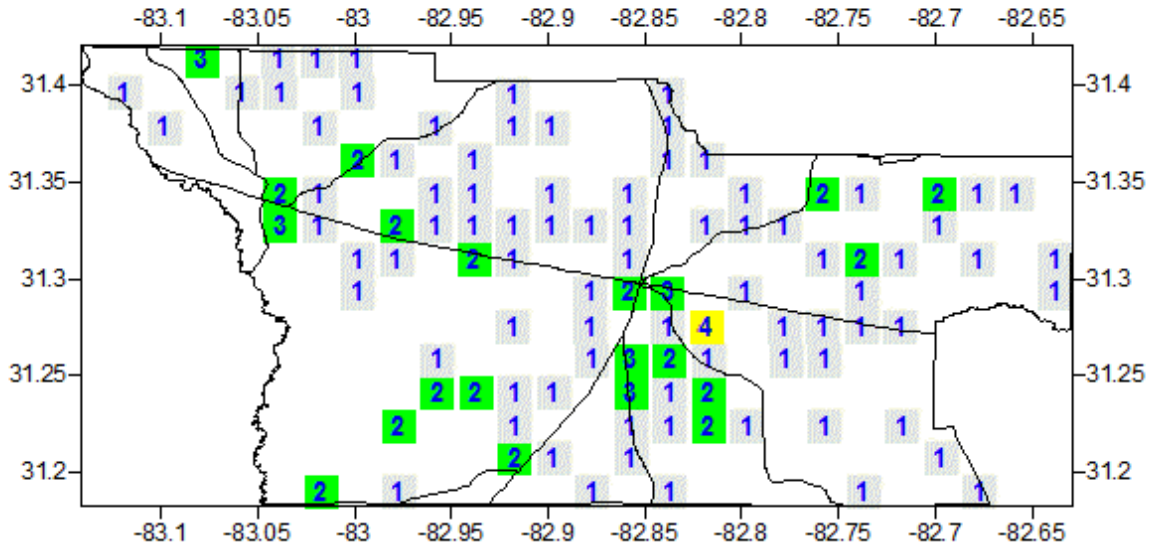 -83.1 -83.05 -83 -82.95 -82.9 -82.85 -82.8 -82.75 -82.7 -82.65
3 1 1 1
31.4 31.4
1 1 1 1 1 1
1 1 1 1 1 1
2 1 1 1 1
31.35 31.35
2 1 1 1 1 1 1 2 1 2 1 1
3 1 2 1 1 1 1 1 1 1 1 1 1
1 1 2 1 1 1 2 1 1 1
31.3 31.3
1 1 2 3 1 1 1
1 1 1 4 1 1 1 1
1 1 3 2 1 1 1
31.25 31.25
2 2 1 1 3 1 2
2 1 1 1 2 1 1 1
2 1 1 1
31.2 31.2
2 1 1 1 1 1
-83.1 -83.05 -83 -82.95 -82.9 -82.85 -82.8 -82.75 -82.7 -82.65